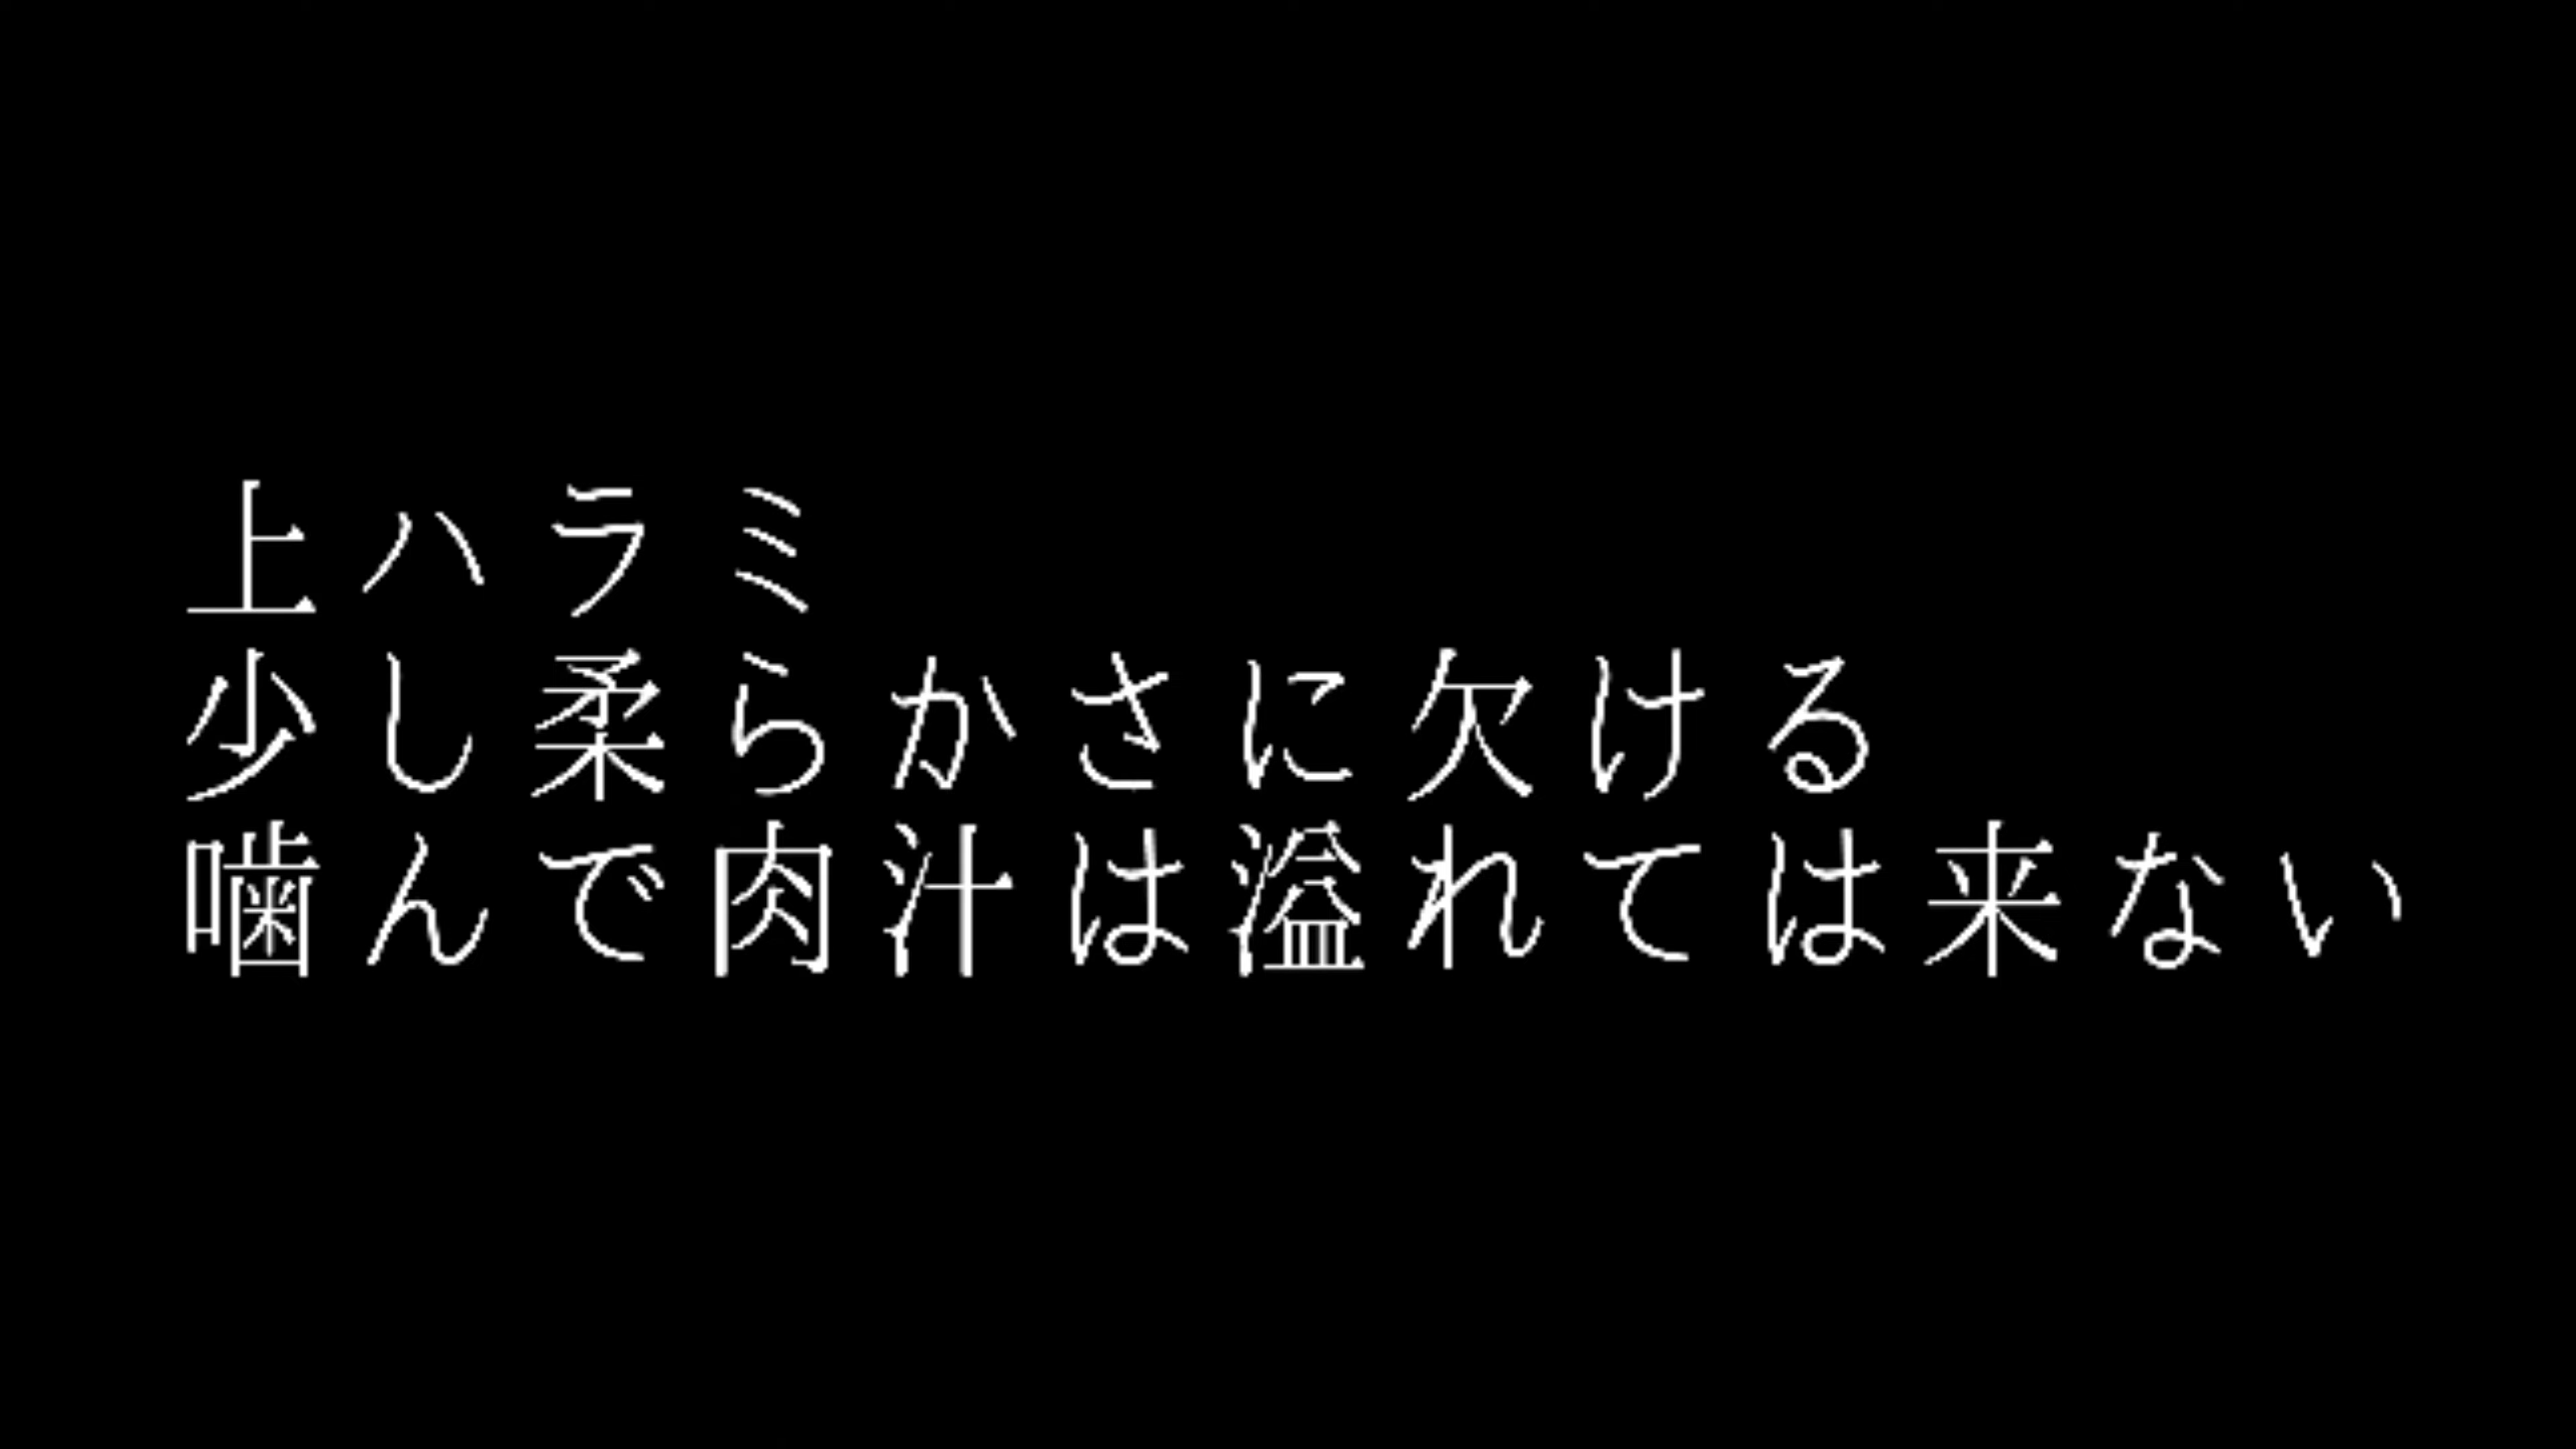 上ハラミ
少し柔らかさに欠ける
噛んで肉汁は溢れては来ない